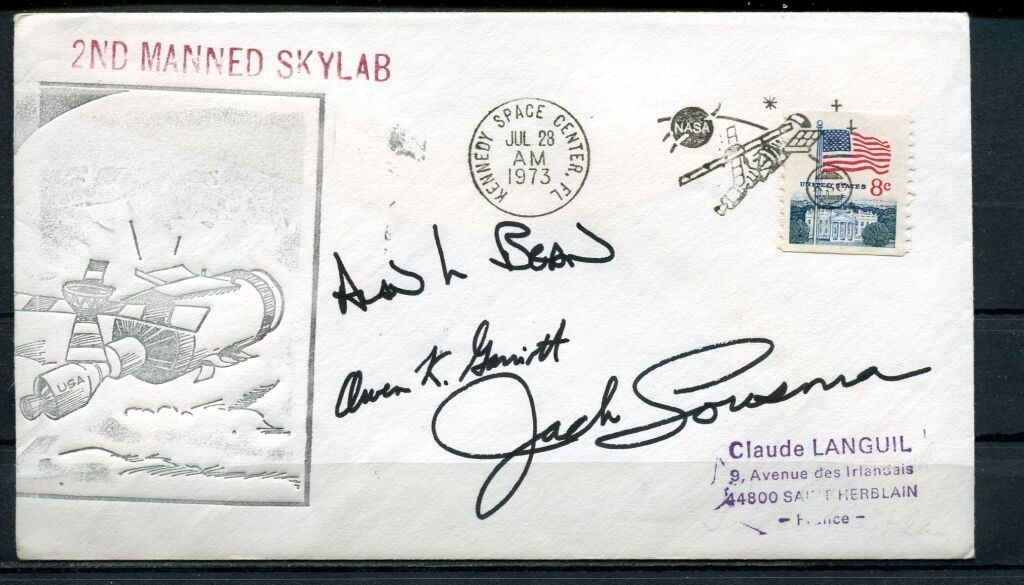 2ND MANNED SKYLAB
KENNEDY SPACE CENTER, FL
JUL 28
AM
1973
NASA
UNITED STATES 8c
USA
Alan L Bean
Owen K. Garriott
Jack Lousma
Claude LANGUIL
9, Avenue des Irlandais
44800 SAINT HERBLAIN
- France -